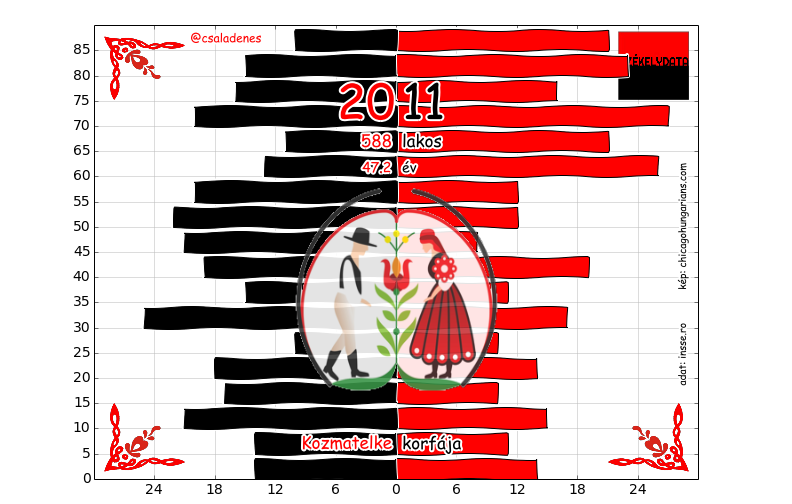 @csaladenes
SZÉKELYDATA
2011
588 lakos
47.2 év
kép: chicagohungarians.com
adat: insse.ro
Kozmatelke korfája
85
80
75
70
65
60
55
50
45
40
35
30
25
20
15
10
5
0
24 18 12 6 0 6 12 18 24